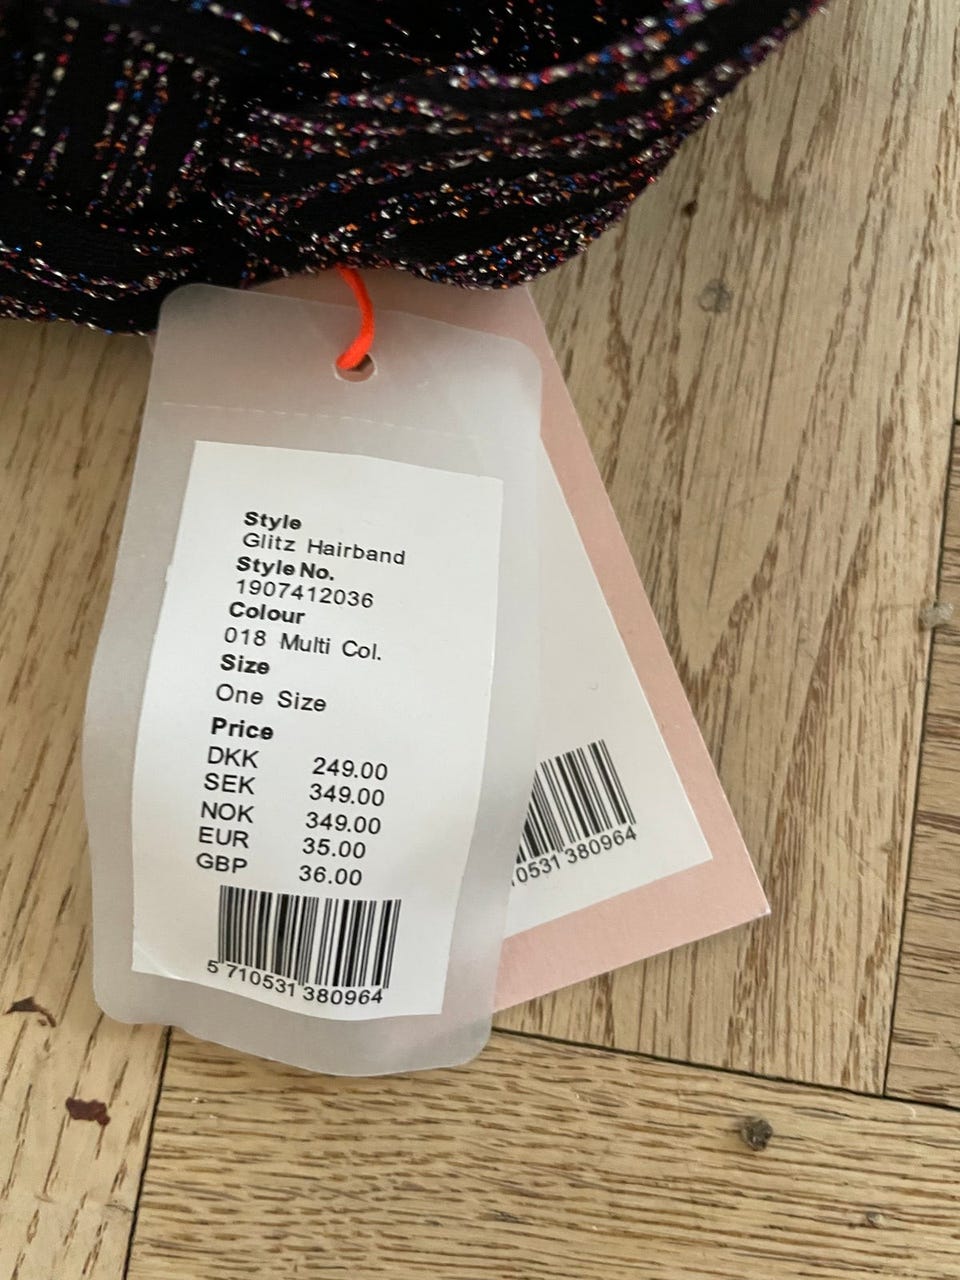 Style
Glitz Hairband
Style No.
1907412036
Colour
018 Multi Col.
Size
One Size
Price
DKK 249.00
SEK 349.00
NOK 349.00
EUR 35.00
GBP 36.00
5 710531 380964
10531 380964